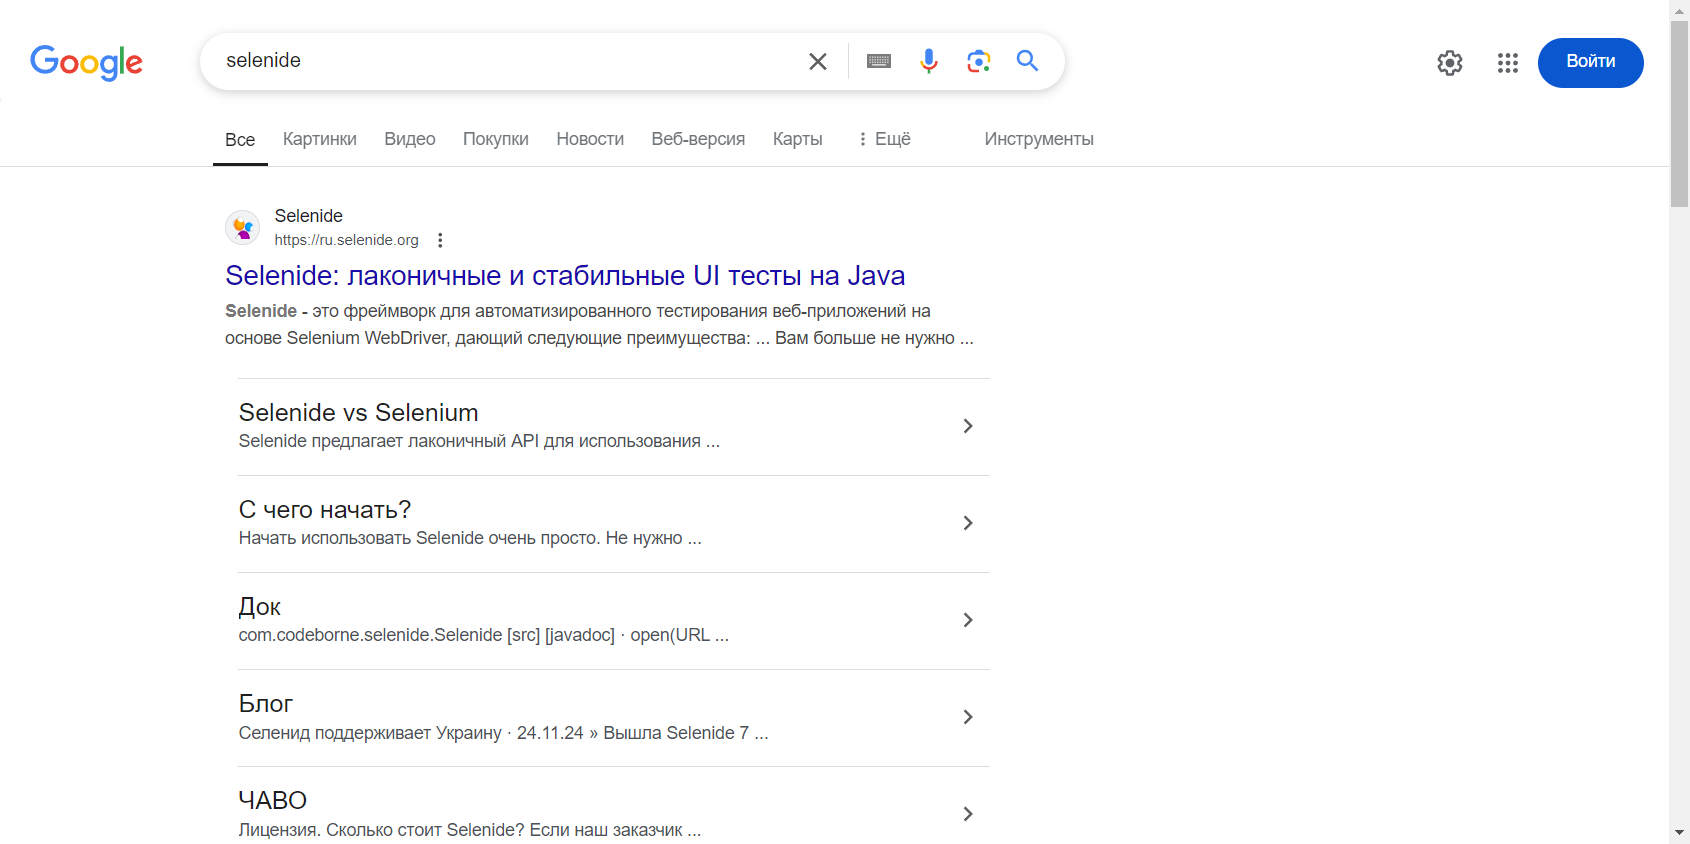 Google
selenide
Войти
Все Картинки Видео Покупки Новости Веб-версия Карты Ещё Инструменты
Selenide
https://ru.selenide.org
Selenide: лаконичные и стабильные UI тесты на Java
Selenide - это фреймворк для автоматизированного тестирования веб-приложений на
основе Selenium WebDriver, дающий следующие преимущества: ... Вам больше не нужно ...
Selenide vs Selenium
Selenide предлагает лаконичный API для использования ...
С чего начать?
Начать использовать Selenide очень просто. Не нужно ...
Док
com.codeborne.selenide.Selenide [src] [javadoc] · open(URL ...
Блог
Селенид поддерживает Украину · 24.11.24 » Вышла Selenide 7 ...
ЧАВО
Лицензия. Сколько стоит Selenide? Если наш заказчик ...